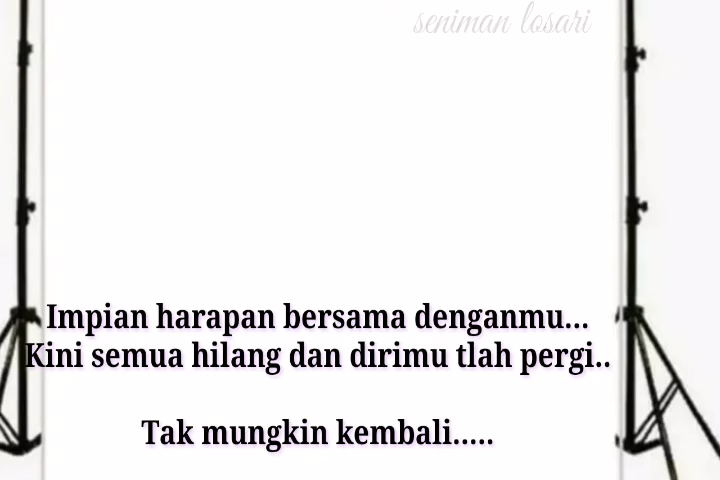 seniman losari
Impian harapan bersama denganmu...
Kini semua hilang dan dirimu tlah pergi..
Tak mungkin kembali.....